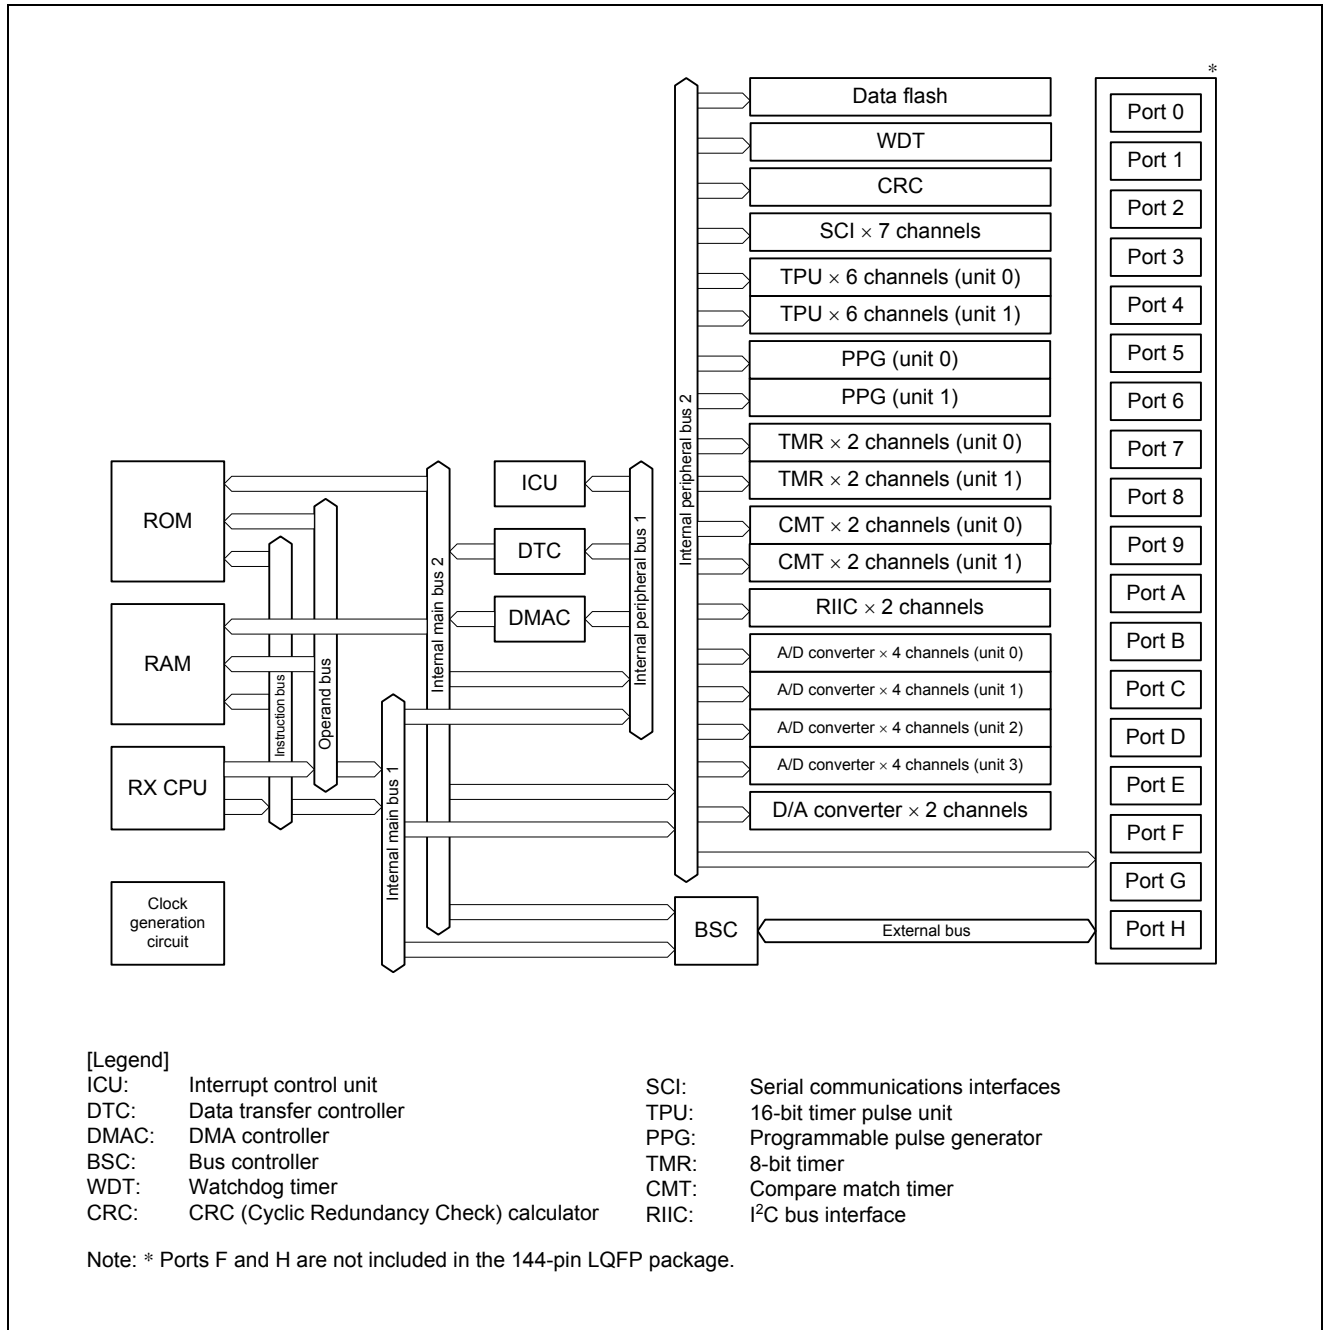 *
Data flash
WDT
CRC
SCI × 7 channels
TPU × 6 channels (unit 0)
TPU × 6 channels (unit 1)
PPG (unit 0)
PPG (unit 1)
TMR × 2 channels (unit 0)
TMR × 2 channels (unit 1)
CMT × 2 channels (unit 0)
CMT × 2 channels (unit 1)
RIIC × 2 channels
A/D converter × 4 channels (unit 0)
A/D converter × 4 channels (unit 1)
A/D converter × 4 channels (unit 2)
A/D converter × 4 channels (unit 3)
D/A converter × 2 channels
Port 0
Port 1
Port 2
Port 3
Port 4
Port 5
Port 6
Port 7
Port 8
Port 9
Port A
Port B
Port C
Port D
Port E
Port F
Port G
Port H
ROM
RAM
RX CPU
Clock
generation
circuit
Instruction bus
Operand bus
Internal main bus 1
Internal main bus 2
ICU
DTC
DMAC
Internal peripheral bus 1
Internal peripheral bus 2
BSC
External bus
[Legend]
ICU: Interrupt control unit
DTC: Data transfer controller
DMAC: DMA controller
BSC: Bus controller
WDT: Watchdog timer
CRC: CRC (Cyclic Redundancy Check) calculator
SCI: Serial communications interfaces
TPU: 16-bit timer pulse unit
PPG: Programmable pulse generator
TMR: 8-bit timer
CMT: Compare match timer
RIIC: I²C bus interface
Note: * Ports F and H are not included in the 144-pin LQFP package.